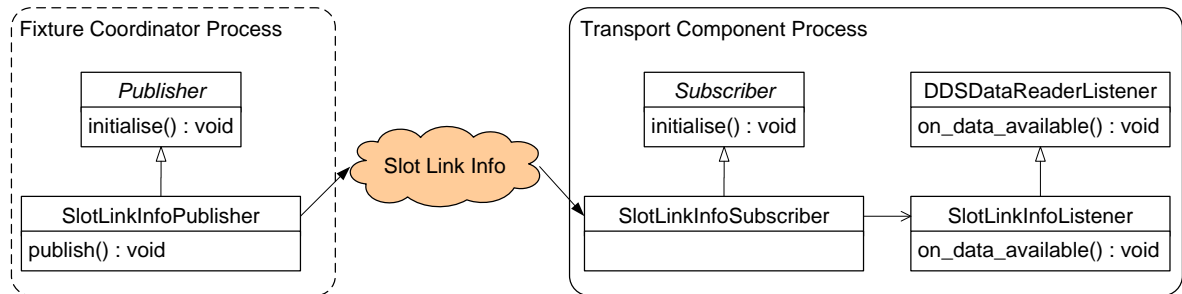 Fixture Coordinator Process
Publisher
initialise() : void
SlotLinkInfoPublisher
publish() : void
Slot Link Info
Transport Component Process
Subscriber
initialise() : void
SlotLinkInfoSubscriber
DDSDataReaderListener
on_data_available() : void
SlotLinkInfoListener
on_data_available() : void